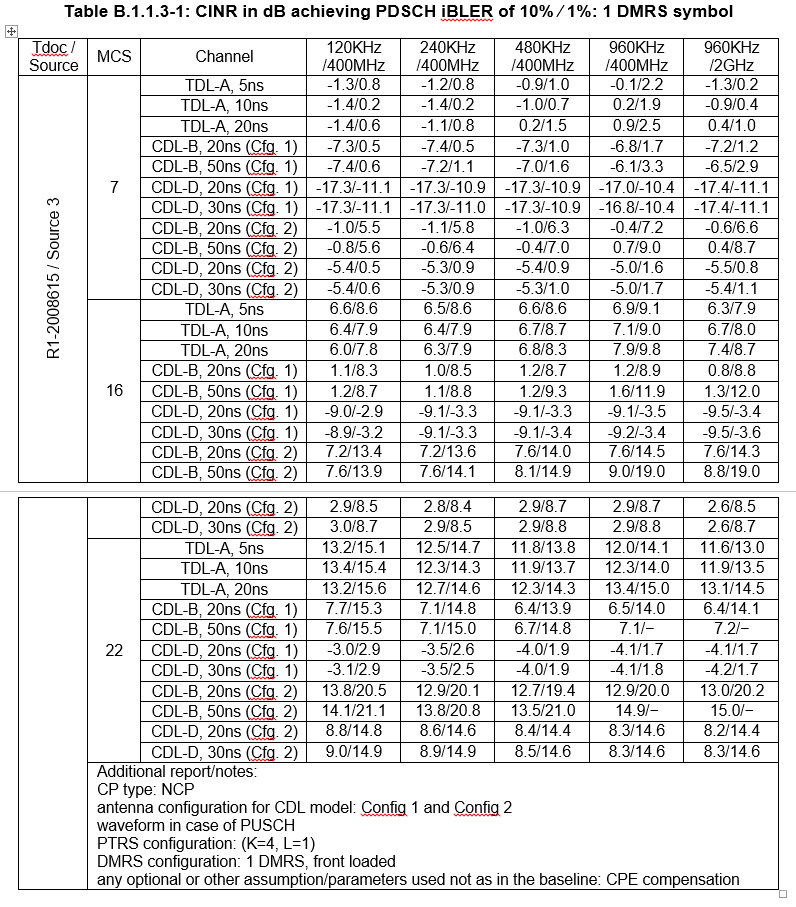 Table B.1.1.3-1: CINR in dB achieving PDSCH iBLER of 10% ∕ 1%: 1 DMRS symbol
Tdoc / Source MCS Channel 120KHz /400MHz 240KHz /400MHz 480KHz /400MHz 960KHz /400MHz 960KHz /2GHz
R1-2008615 / Source 3
7
TDL-A, 5ns -1.3/0.8 -1.2/0.8 -0.9/1.0 -0.1/2.2 -1.3/0.2
TDL-A, 10ns -1.4/0.2 -1.4/0.2 -1.0/0.7 0.2/1.9 -0.9/0.4
TDL-A, 20ns -1.4/0.6 -1.1/0.8 0.2/1.5 0.9/2.5 0.4/1.0
CDL-B, 20ns (Cfg. 1) -7.3/0.5 -7.4/0.5 -7.3/1.0 -6.8/1.7 -7.2/1.2
CDL-B, 50ns (Cfg. 1) -7.4/0.6 -7.2/1.1 -7.0/1.6 -6.1/3.3 -6.5/2.9
CDL-D, 20ns (Cfg. 1) -17.3/-11.1 -17.3/-10.9 -17.3/-10.9 -17.0/-10.4 -17.4/-11.1
CDL-D, 30ns (Cfg. 1) -17.3/-11.1 -17.3/-11.0 -17.3/-10.9 -16.8/-10.4 -17.4/-11.1
CDL-B, 20ns (Cfg. 2) -1.0/5.5 -1.1/5.8 -1.0/6.3 -0.4/7.2 -0.6/6.6
CDL-B, 50ns (Cfg. 2) -0.8/5.6 -0.6/6.4 -0.4/7.0 0.7/9.0 0.4/8.7
CDL-D, 20ns (Cfg. 2) -5.4/0.5 -5.3/0.9 -5.4/0.9 -5.0/1.6 -5.5/0.8
CDL-D, 30ns (Cfg. 2) -5.4/0.6 -5.3/0.9 -5.3/1.0 -5.0/1.7 -5.4/1.1
16
TDL-A, 5ns 6.6/8.6 6.5/8.6 6.6/8.6 6.9/9.1 6.3/7.9
TDL-A, 10ns 6.4/7.9 6.4/7.9 6.7/8.7 7.1/9.0 6.7/8.0
TDL-A, 20ns 6.0/7.8 6.3/7.9 6.8/8.3 7.9/9.8 7.4/8.7
CDL-B, 20ns (Cfg. 1) 1.1/8.3 1.0/8.5 1.2/8.7 1.2/8.9 0.8/8.8
CDL-B, 50ns (Cfg. 1) 1.2/8.7 1.1/8.8 1.2/9.3 1.6/11.9 1.3/12.0
CDL-D, 20ns (Cfg. 1) -9.0/-2.9 -9.1/-3.3 -9.1/-3.3 -9.1/-3.5 -9.5/-3.4
CDL-D, 30ns (Cfg. 1) -8.9/-3.2 -9.1/-3.3 -9.1/-3.4 -9.2/-3.4 -9.5/-3.6
CDL-B, 20ns (Cfg. 2) 7.2/13.4 7.2/13.6 7.6/14.0 7.6/14.5 7.6/14.3
CDL-B, 50ns (Cfg. 2) 7.6/13.9 7.6/14.1 8.1/14.9 9.0/19.0 8.8/19.0
CDL-D, 20ns (Cfg. 2) 2.9/8.5 2.8/8.4 2.9/8.7 2.9/8.7 2.6/8.5
CDL-D, 30ns (Cfg. 2) 3.0/8.7 2.9/8.5 2.9/8.8 2.9/8.8 2.6/8.7
22
TDL-A, 5ns 13.2/15.1 12.5/14.7 11.8/13.8 12.0/14.1 11.6/13.0
TDL-A, 10ns 13.4/15.4 12.3/14.3 11.9/13.7 12.3/14.0 11.9/13.5
TDL-A, 20ns 13.2/15.6 12.7/14.6 12.3/14.3 13.4/15.0 13.1/14.5
CDL-B, 20ns (Cfg. 1) 7.7/15.3 7.1/14.8 6.4/13.9 6.5/14.0 6.4/14.1
CDL-B, 50ns (Cfg. 1) 7.6/15.5 7.1/15.0 6.7/14.8 7.1/− 7.2/−
CDL-D, 20ns (Cfg. 1) -3.0/2.9 -3.5/2.6 -4.0/1.9 -4.1/1.7 -4.1/1.7
CDL-D, 30ns (Cfg. 1) -3.1/2.9 -3.5/2.5 -4.0/1.9 -4.1/1.8 -4.2/1.7
CDL-B, 20ns (Cfg. 2) 13.8/20.5 12.9/20.1 12.7/19.4 12.9/20.0 13.0/20.2
CDL-B, 50ns (Cfg. 2) 14.1/21.1 13.8/20.8 13.5/21.0 14.9/− 15.0/−
CDL-D, 20ns (Cfg. 2) 8.8/14.8 8.6/14.6 8.4/14.4 8.3/14.6 8.2/14.4
CDL-D, 30ns (Cfg. 2) 9.0/14.9 8.9/14.9 8.5/14.6 8.3/14.6 8.3/14.6
Additional report/notes:
CP type: NCP
antenna configuration for CDL model: Config 1 and Config 2
waveform in case of PUSCH
PTRS configuration: (K=4, L=1)
DMRS configuration: 1 DMRS, front loaded
any optional or other assumption/parameters used not as in the baseline: CPE compensation